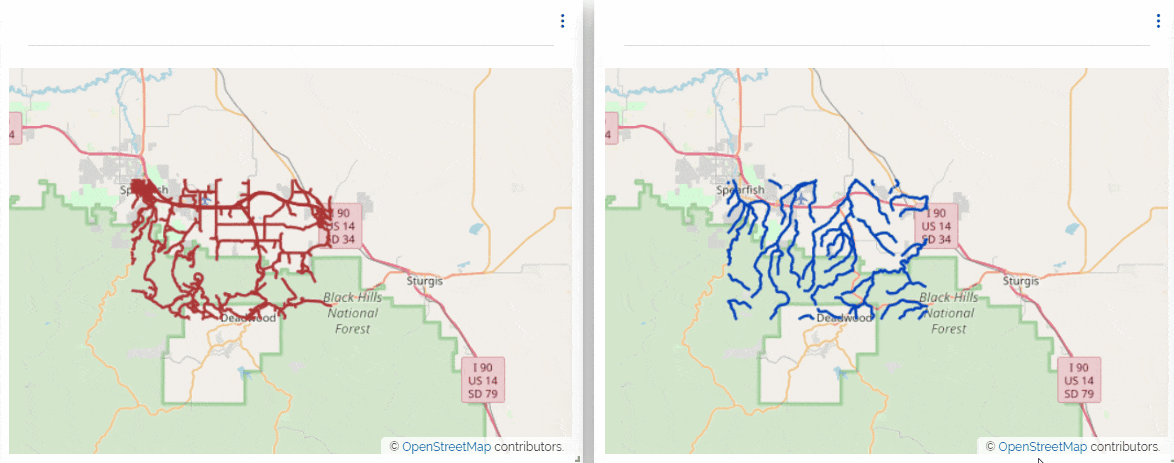 4
Spearfish
I 90
US 14
SD 34
Sturgis
Black Hills
National
Forest
Deadwood
I 90
US 14
SD 79
© OpenStreetMap contributors.
4
Spearfish
I 90
US 14
SD 34
Sturgis
Black Hills
National
Forest
Deadwood
I 90
US 14
SD 79
© OpenStreetMap contributors.